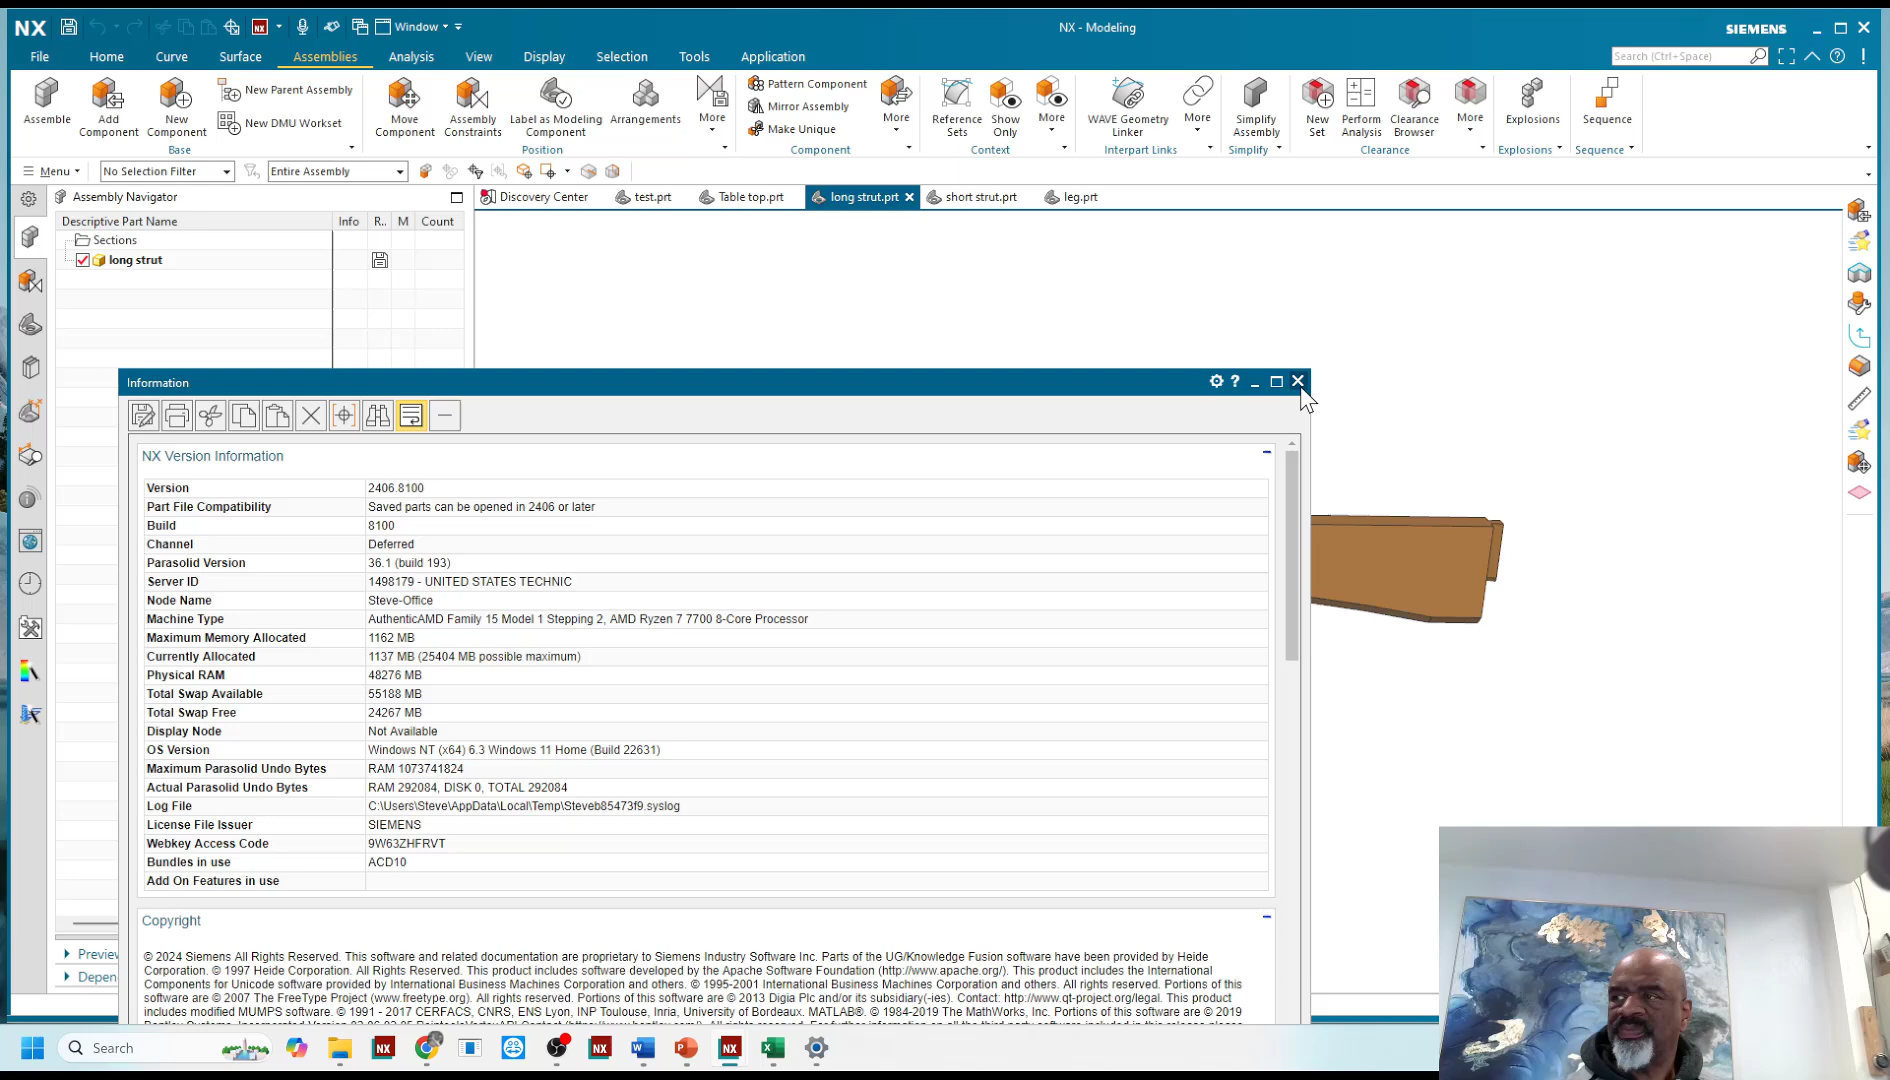 NX Window NX - Modeling SIEMENS
File Home Curve Surface Assemblies Analysis View Display Selection Tools Application Search (Ctrl+Space)
Assemble
Add Component
New Component
New Parent Assembly
New DMU Workset
Base
Move Component
Assembly Constraints
Label as Modeling Component
Arrangements
More
Position
Pattern Component
Mirror Assembly
Make Unique
More
Component
Reference Sets
Show Only
More
Context
WAVE Geometry Linker
More
Interpart Links
Simplify Assembly
Simplify
New Set
Perform Analysis
Clearance Browser
More
Clearance
Explosions
Explosions
Sequence
Sequence
Menu No Selection Filter Entire Assembly
Assembly Navigator
Discovery Center test.prt Table top.prt long strut.prt short strut.prt leg.prt
Descriptive Part Name Info R.. M Count
Sections
long strut
Information
NX Version Information
Version 2406.8100
Part File Compatibility Saved parts can be opened in 2406 or later
Build 8100
Channel Deferred
Parasolid Version 36.1 (build 193)
Server ID 1498179 - UNITED STATES TECHNIC
Node Name Steve-Office
Machine Type AuthenticAMD Family 15 Model 1 Stepping 2, AMD Ryzen 7 7700 8-Core Processor
Maximum Memory Allocated 1162 MB
Currently Allocated 1137 MB (25404 MB possible maximum)
Physical RAM 48276 MB
Total Swap Available 55188 MB
Total Swap Free 24267 MB
Display Node Not Available
OS Version Windows NT (x64) 6.3 Windows 11 Home (Build 22631)
Maximum Parasolid Undo Bytes RAM 1073741824
Actual Parasolid Undo Bytes RAM 292084, DISK 0, TOTAL 292084
Log File C:\Users\Steve\AppData\Local\Temp\Steveb85473f9.syslog
License File Issuer SIEMENS
Webkey Access Code 9W63ZHFRVT
Bundles in use ACD10
Add On Features in use
Copyright
© 2024 Siemens All Rights Reserved. This software and related documentation are proprietary to Siemens Industry Software Inc. Parts of the UG/Knowledge Fusion software have been provided by Heide
Corporation. © 1997 Heide Corporation. All Rights Reserved. This product includes software developed by the Apache Software Foundation (http://www.apache.org/). This product includes the International
Components for Unicode software provided by International Business Machines Corporation and others. © 1995-2001 International Business Machines Corporation and others. All rights reserved. Portions of this
software are © 2007 The FreeType Project (www.freetype.org). All rights reserved. Portions of this software are © 2013 Digia Plc and/or its subsidiary(-ies). Contact: http://www.qt-project.org/legal. This product
includes modified MUMPS software. © 1991 - 2017 CERFACS, CNRS, ENS Lyon, INP Toulouse, Inria, University of Bordeaux. MATLAB®. © 1984-2019 The MathWorks, Inc. Portions of this software are © 2019
Previe
Depen
Search